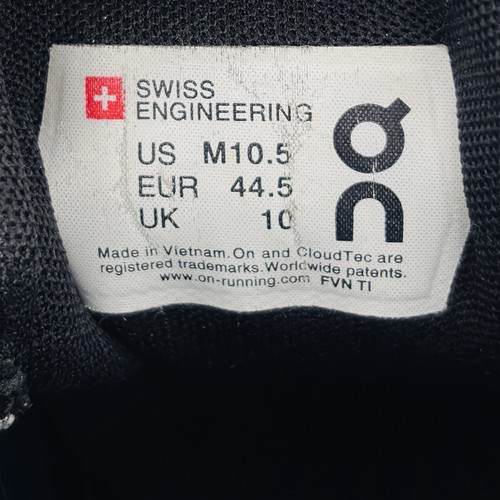 SWISS
ENGINEERING
US M10.5
EUR 44.5
UK 10
On
Made in Vietnam. On and CloudTec are
registered trademarks. Worldwide patents.
www.on-running.com FVN TI